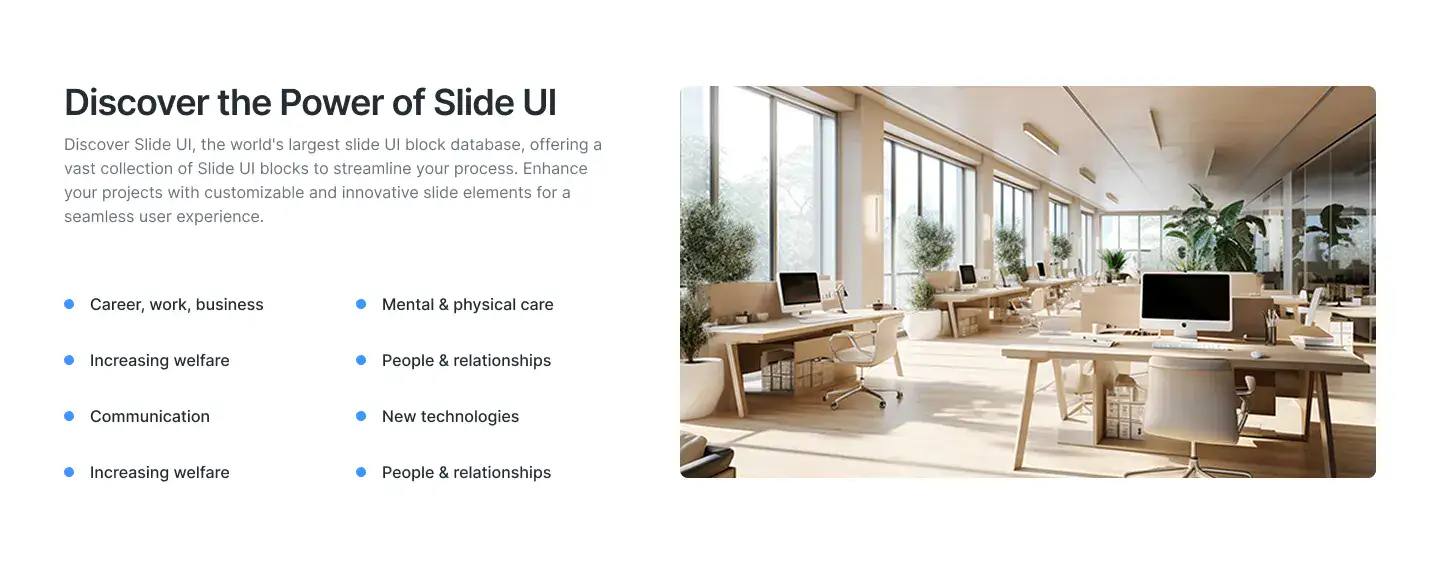 Discover the Power of Slide UI
Discover Slide UI, the world's largest slide UI block database, offering a
vast collection of Slide UI blocks to streamline your process. Enhance
your projects with customizable and innovative slide elements for a
seamless user experience.
Career, work, business
Mental & physical care
Increasing welfare
People & relationships
Communication
New technologies
Increasing welfare
People & relationships